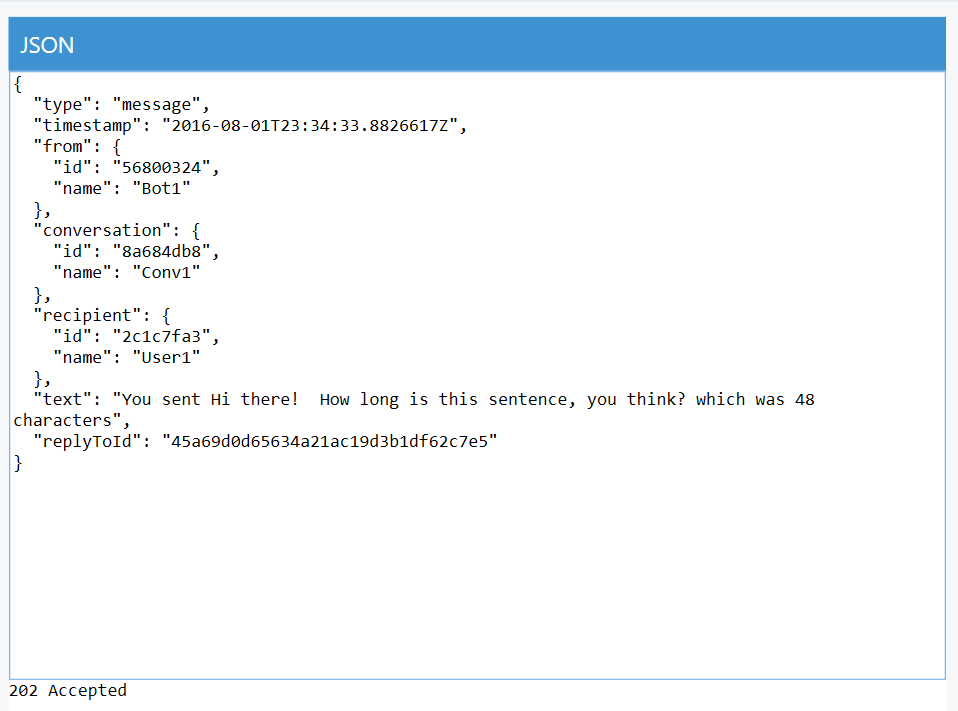 JSON
{
  "type": "message",
  "timestamp": "2016-08-01T23:34:33.8826617Z",
  "from": {
    "id": "56800324",
    "name": "Bot1"
  },
  "conversation": {
    "id": "8a684db8",
    "name": "Conv1"
  },
  "recipient": {
    "id": "2c1c7fa3",
    "name": "User1"
  },
  "text": "You sent Hi there!  How long is this sentence, you think? which was 48
characters",
  "replyToId": "45a69d0d65634a21ac19d3b1df62c7e5"
}
202 Accepted